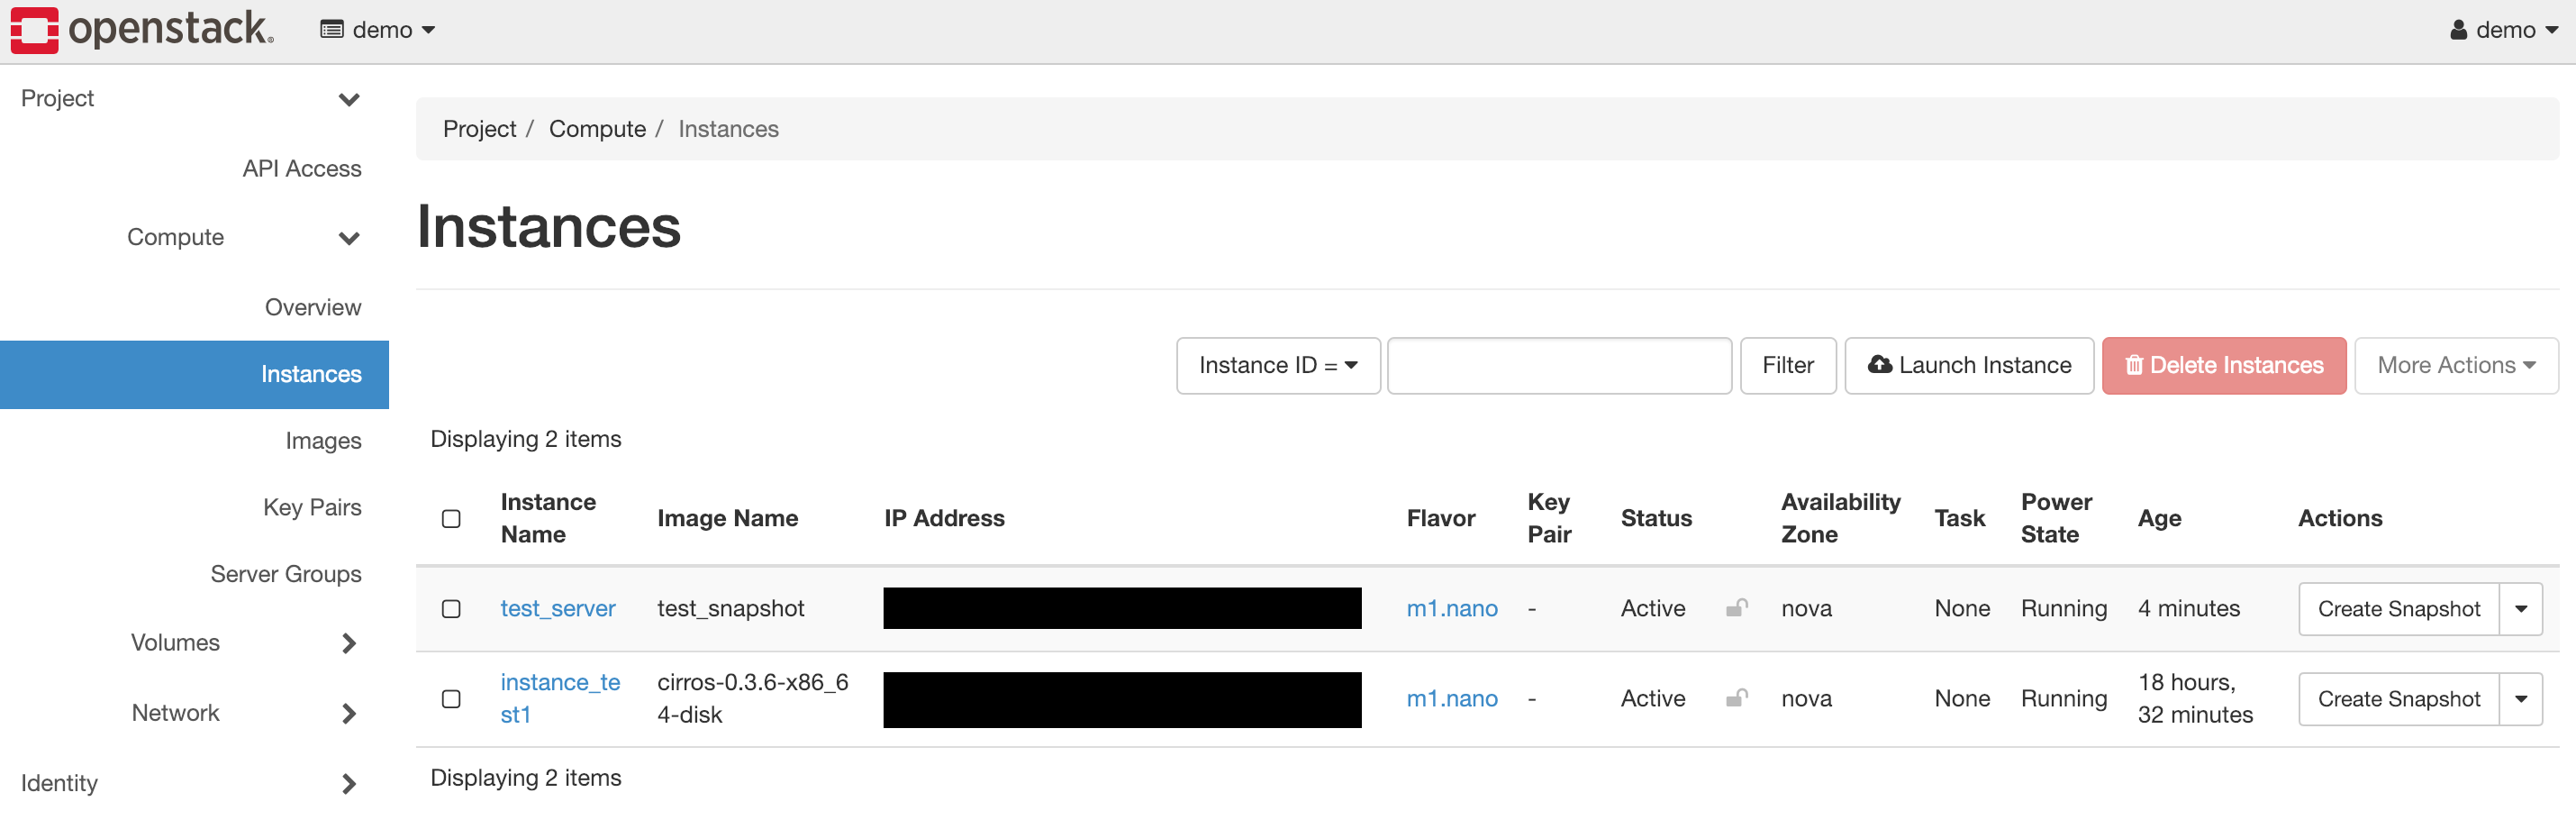 openstack. demo demo
Project
API Access
Compute
Overview
Instances
Images
Key Pairs
Server Groups
Volumes
Network
Identity
Project / Compute / Instances
Instances
Instance ID = Filter Launch Instance Delete Instances More Actions
Displaying 2 items
Instance Name Image Name IP Address Flavor Key Pair Status Availability Zone Task Power State Age Actions
test_server test_snapshot m1.nano - Active nova None Running 4 minutes Create Snapshot
instance_te cirros-0.3.6-x86_6 m1.nano - Active nova None Running 18 hours, Create Snapshot
st1 4-disk 32 minutes
Displaying 2 items